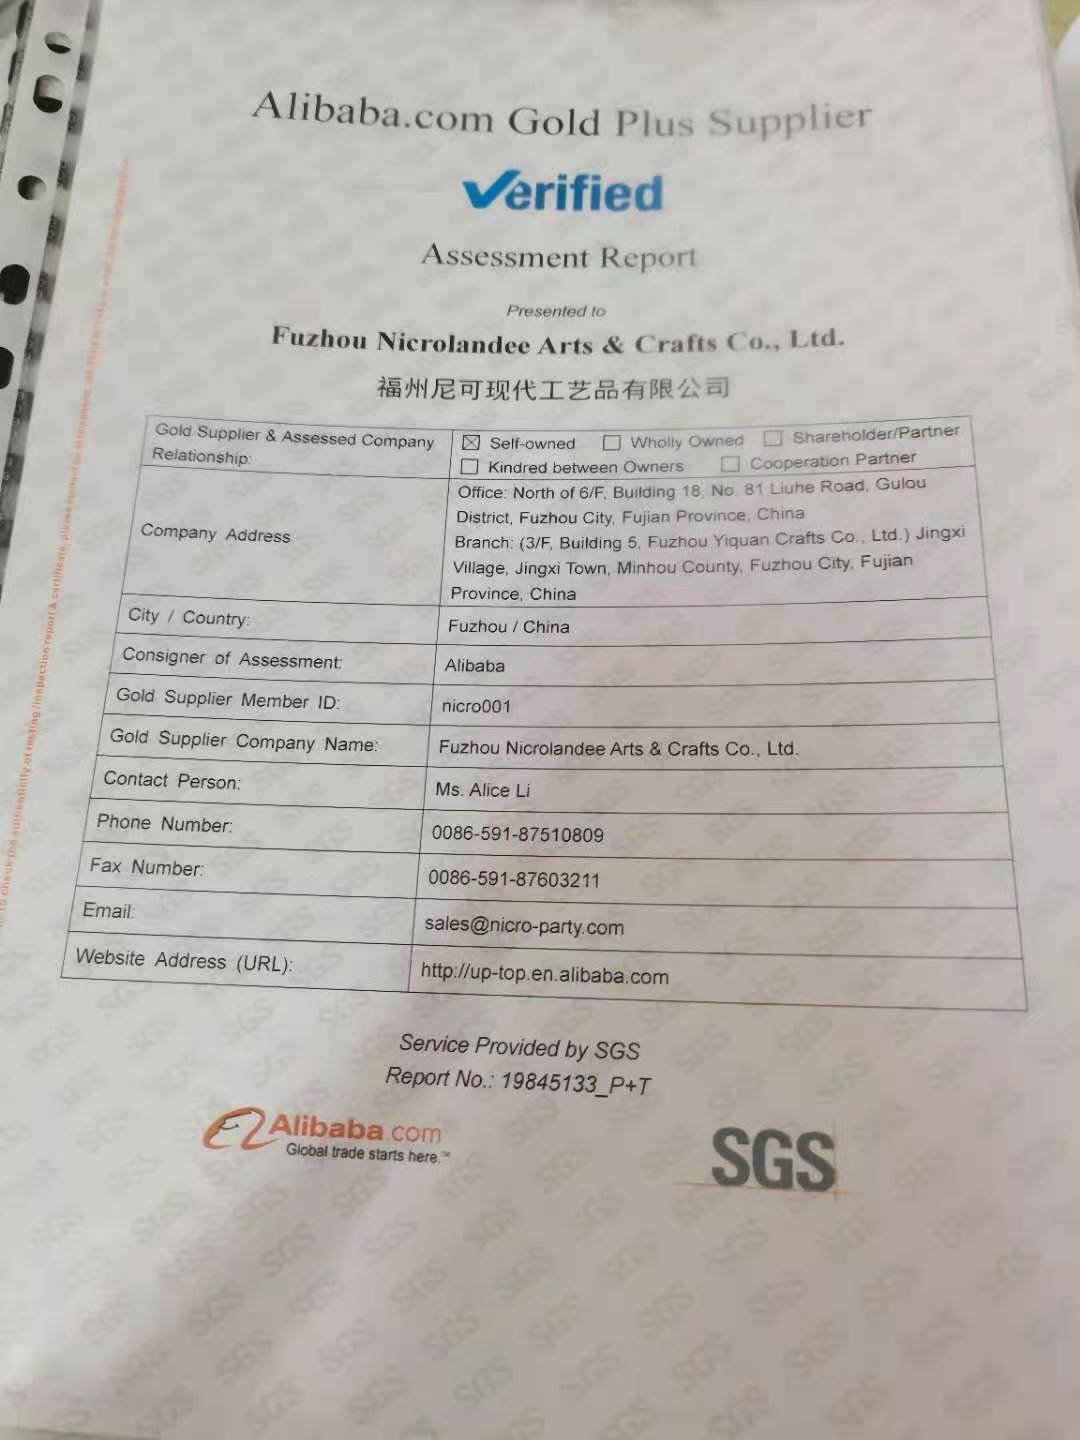 Alibaba.com Gold Plus Supplier
Verified
Assessment Report
Presented to
Fuzhou Nicrolandee Arts & Crafts Co., Ltd.
福州尼可现代工艺品有限公司
Gold Supplier & Assessed Company Relationship: ☒ Self-owned ☐ Wholly Owned ☐ Shareholder/Partner
☐ Kindred between Owners ☐ Cooperation Partner
Company Address
Office: North of 6/F, Building 18, No. 81 Liuhe Road, Gulou
District, Fuzhou City, Fujian Province, China
Branch: (3/F, Building 5, Fuzhou Yiquan Crafts Co., Ltd.) Jingxi
Village, Jingxi Town, Minhou County, Fuzhou City, Fujian
Province, China
City / Country: Fuzhou / China
Consigner of Assessment: Alibaba
Gold Supplier Member ID: nicro001
Gold Supplier Company Name: Fuzhou Nicrolandee Arts & Crafts Co., Ltd.
Contact Person: Ms. Alice Li
Phone Number: 0086-591-87510809
Fax Number: 0086-591-87603211
Email: sales@nicro-party.com
Website Address (URL): http://up-top.en.alibaba.com
Service Provided by SGS
Report No.: 19845133_P+T
Alibaba.com
Global trade starts here.™
SGS